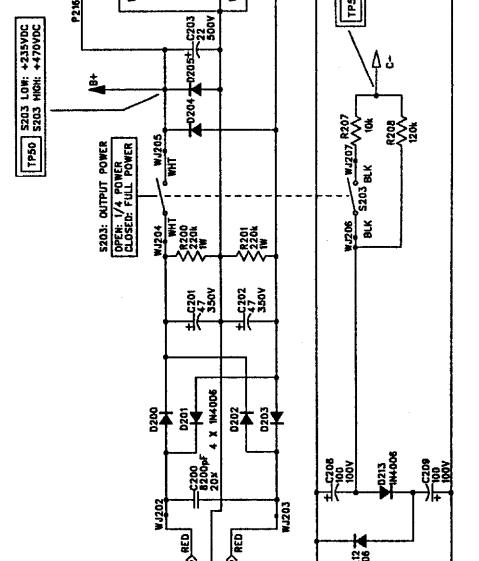 P216
TP50
S203 LOW: +235VDC
S203 HIGH: +470VDC
B+
C203
22
500V
D205
D204
WJ205
WHT
S203: OUTPUT POWER
OPEN: 1/4 POWER
CLOSED: FULL POWER
WJ204
WHT
R200
220k
1W
R201
220k
1W
C201
47
350V
C202
47
350V
D200
D201
4 X 1N4006
D202
D203
C200
8200pF
20%
WJ202
RED
RED
WJ203
TP5
C-
R207
10k
R208
120k
WJ207
BLK
S203
WJ206
BLK
C208
100
100V
D213
1N4006
C209
100
100V
12
06